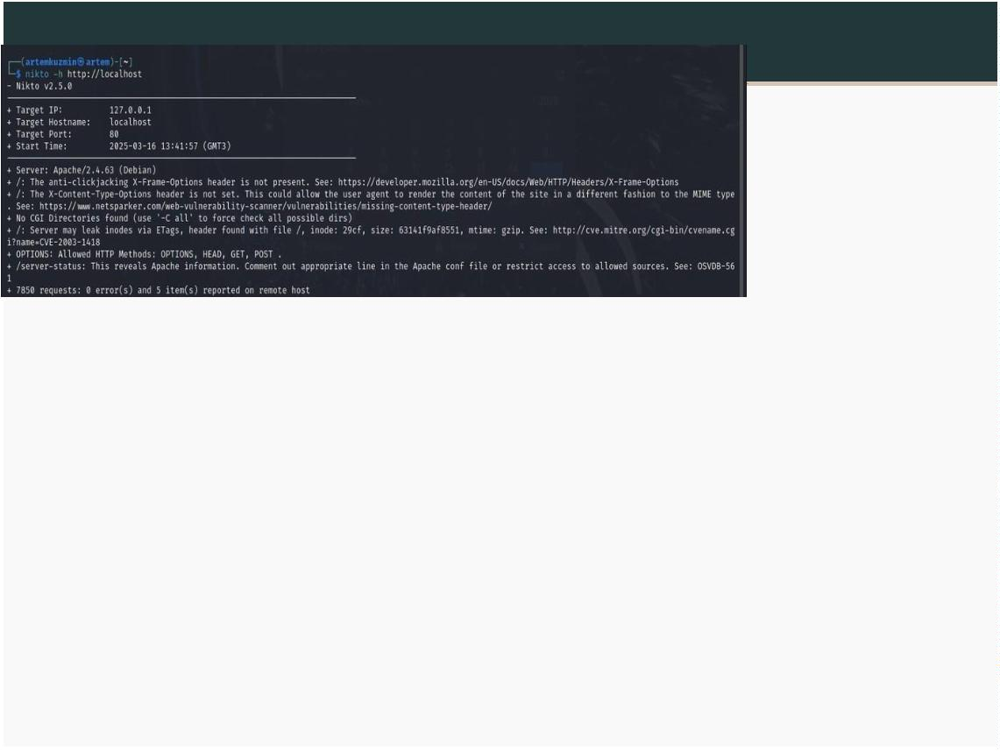 ┌──(artemkuzmin㉿artem)-[~]
└─$ nikto -h http://localhost
- Nikto v2.5.0
+ Target IP: 127.0.0.1
+ Target Hostname: localhost
+ Target Port: 80
+ Start Time: 2025-03-16 13:41:57 (GMT3)
+ Server: Apache/2.4.63 (Debian)
+ /: The anti-clickjacking X-Frame-Options header is not present. See: https://developer.mozilla.org/en-US/docs/Web/HTTP/Headers/X-Frame-Options
+ /: The X-Content-Type-Options header is not set. This could allow the user agent to render the content of the site in a different fashion to the MIME type
. See: https://www.netsparker.com/web-vulnerability-scanner/vulnerabilities/missing-content-type-header/
+ No CGI Directories found (use '-C all' to force check all possible dirs)
+ /: Server may leak inodes via ETags, header found with file /, inode: 29cf, size: 63141f9af8551, mtime: gzip. See: http://cve.mitre.org/cgi-bin/cvename.cg
i?name=CVE-2003-1418
+ OPTIONS: Allowed HTTP Methods: OPTIONS, HEAD, GET, POST .
+ /server-status: This reveals Apache information. Comment out appropriate line in the Apache conf file or restrict access to allowed sources. See: OSVDB-56
1
+ 7850 requests: 0 error(s) and 5 item(s) reported on remote host